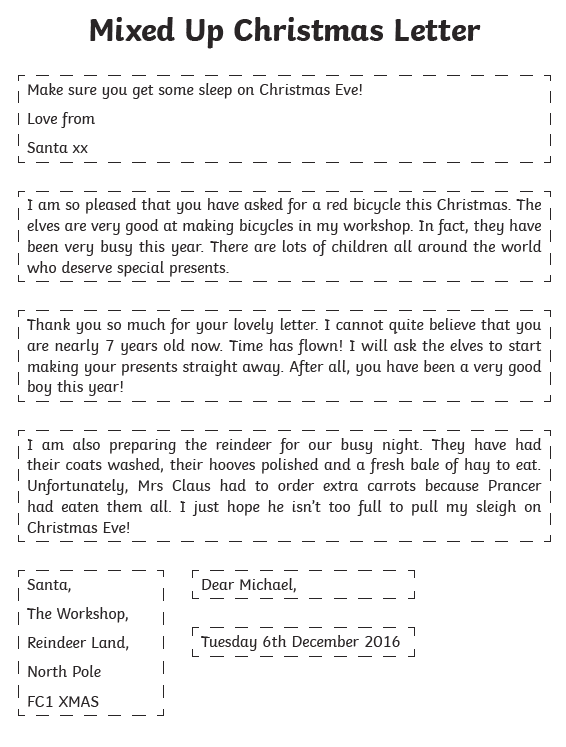 Mixed Up Christmas Letter
Make sure you get some sleep on Christmas Eve!
Love from
Santa xx
I am so pleased that you have asked for a red bicycle this Christmas. The
elves are very good at making bicycles in my workshop. In fact, they have
been very busy this year. There are lots of children all around the world
who deserve special presents.
Thank you so much for your lovely letter. I cannot quite believe that you
are nearly 7 years old now. Time has flown! I will ask the elves to start
making your presents straight away. After all, you have been a very good
boy this year!
I am also preparing the reindeer for our busy night. They have had
their coats washed, their hooves polished and a fresh bale of hay to eat.
Unfortunately, Mrs Claus had to order extra carrots because Prancer
had eaten them all. I just hope he isn't too full to pull my sleigh on
Christmas Eve!
Santa,
The Workshop,
Reindeer Land,
North Pole
FC1 XMAS
Dear Michael,
Tuesday 6th December 2016